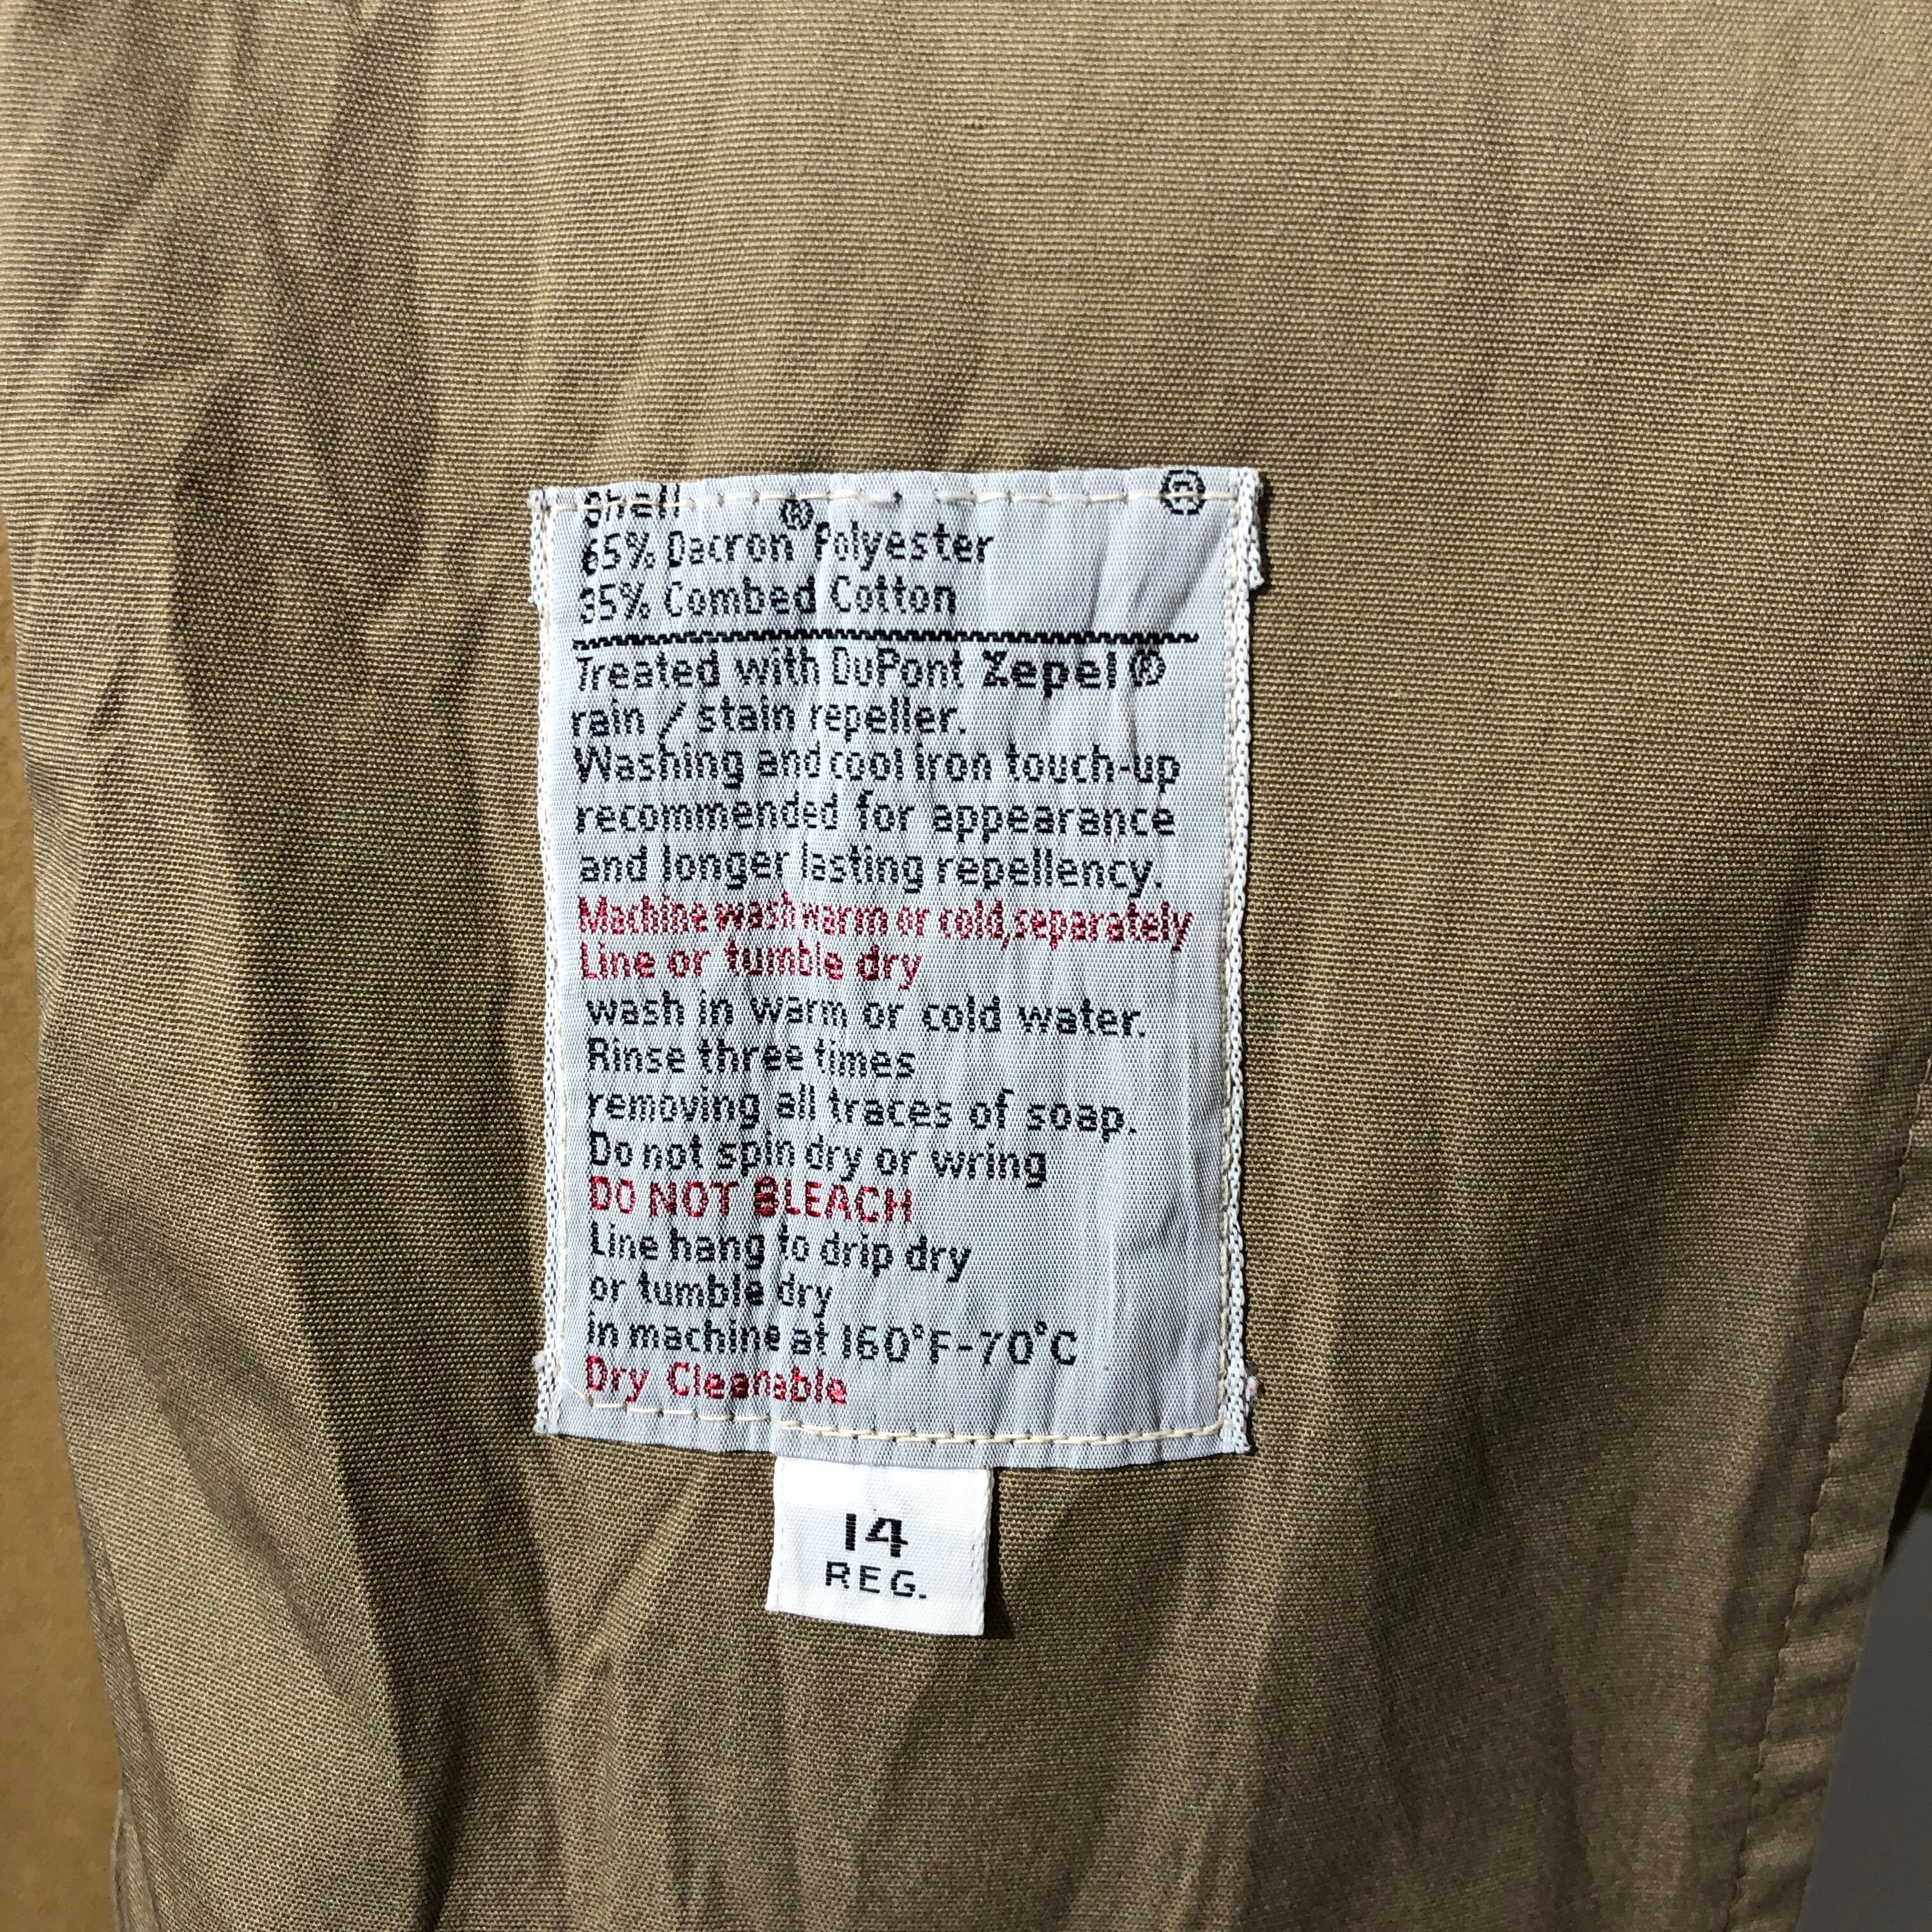 Shell ®
65% Dacron® Polyester
35% Combed Cotton
Treated with DuPont Zepel ®
rain / stain repeller.
Washing and cool iron touch-up
recommended for appearance
and longer lasting repellency.
Machine wash warm or cold, separately
Line or tumble dry
wash in warm or cold water.
Rinse three times
removing all traces of soap.
Do not spin dry or wring
DO NOT BLEACH
Line hang to drip dry
or tumble dry
in machine at 160°F-70°C
Dry Cleanable
14
REG.